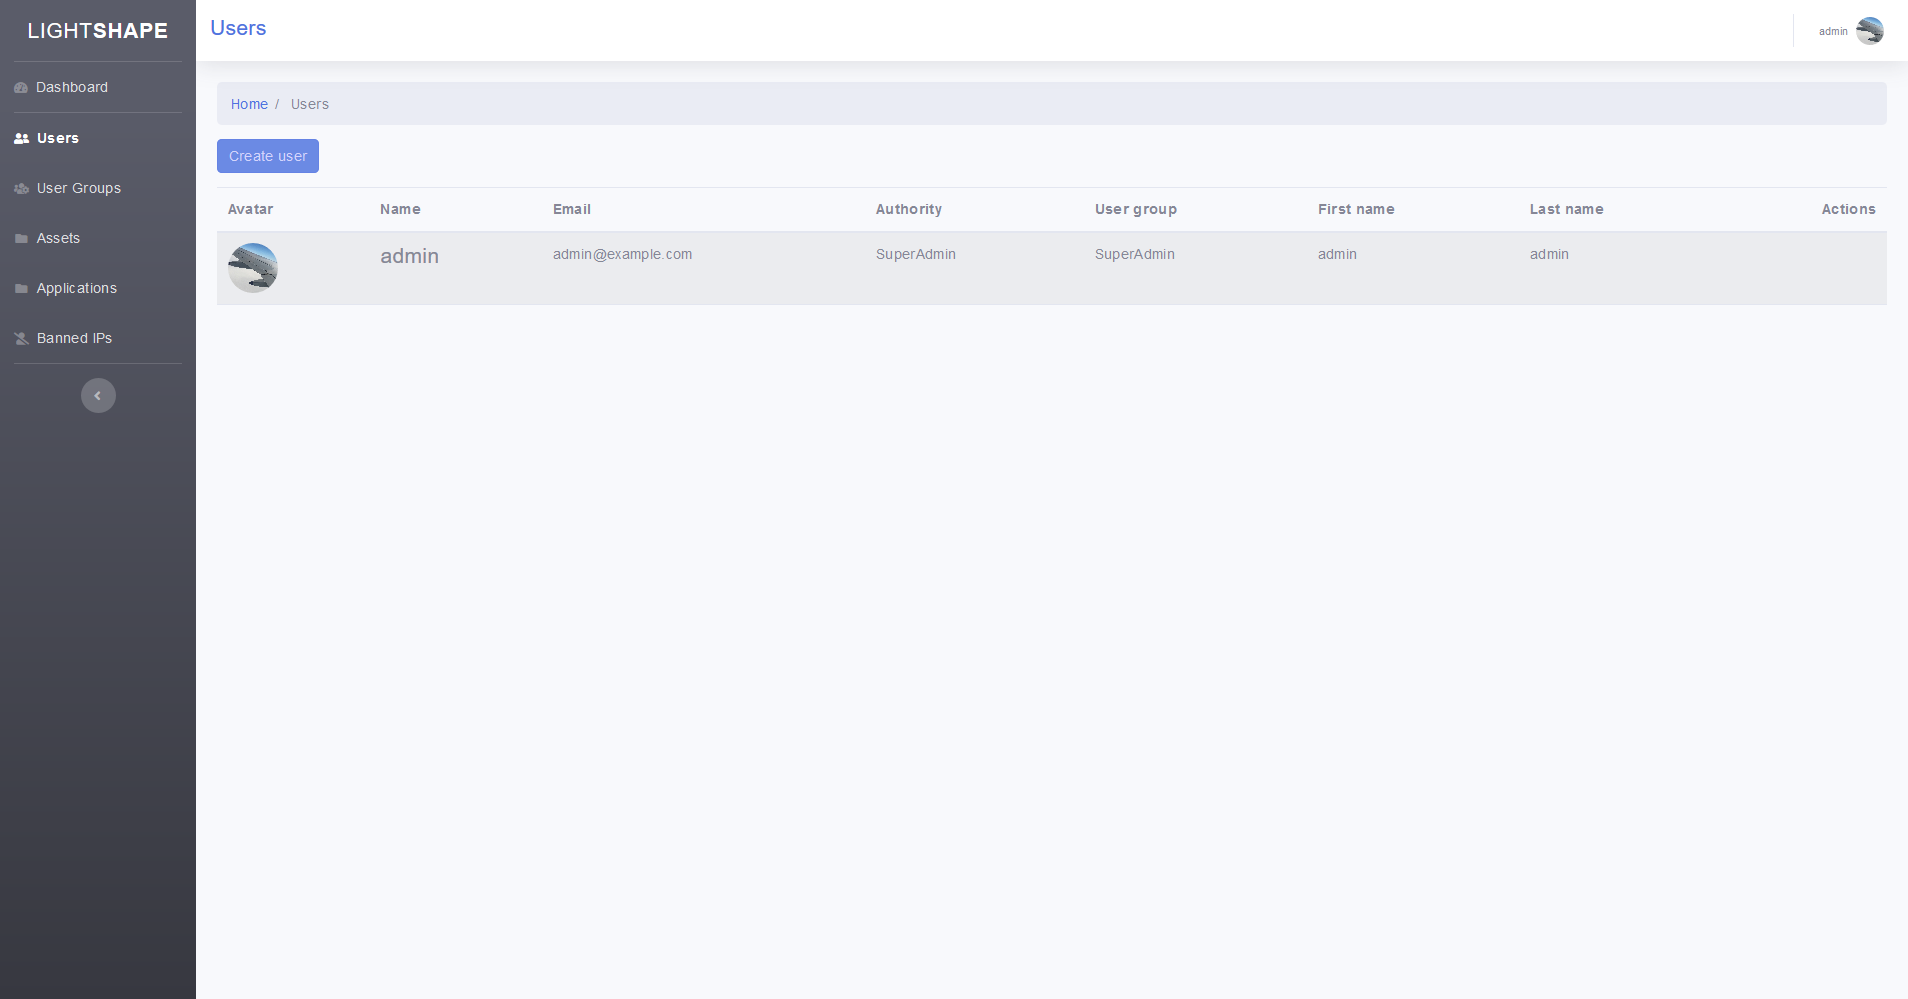 LIGHTSHAPE
Users
admin
Dashboard
Users
User Groups
Assets
Applications
Banned IPs
Home / Users
Create user
Avatar Name Email Authority User group First name Last name Actions
admin admin@example.com SuperAdmin SuperAdmin admin admin